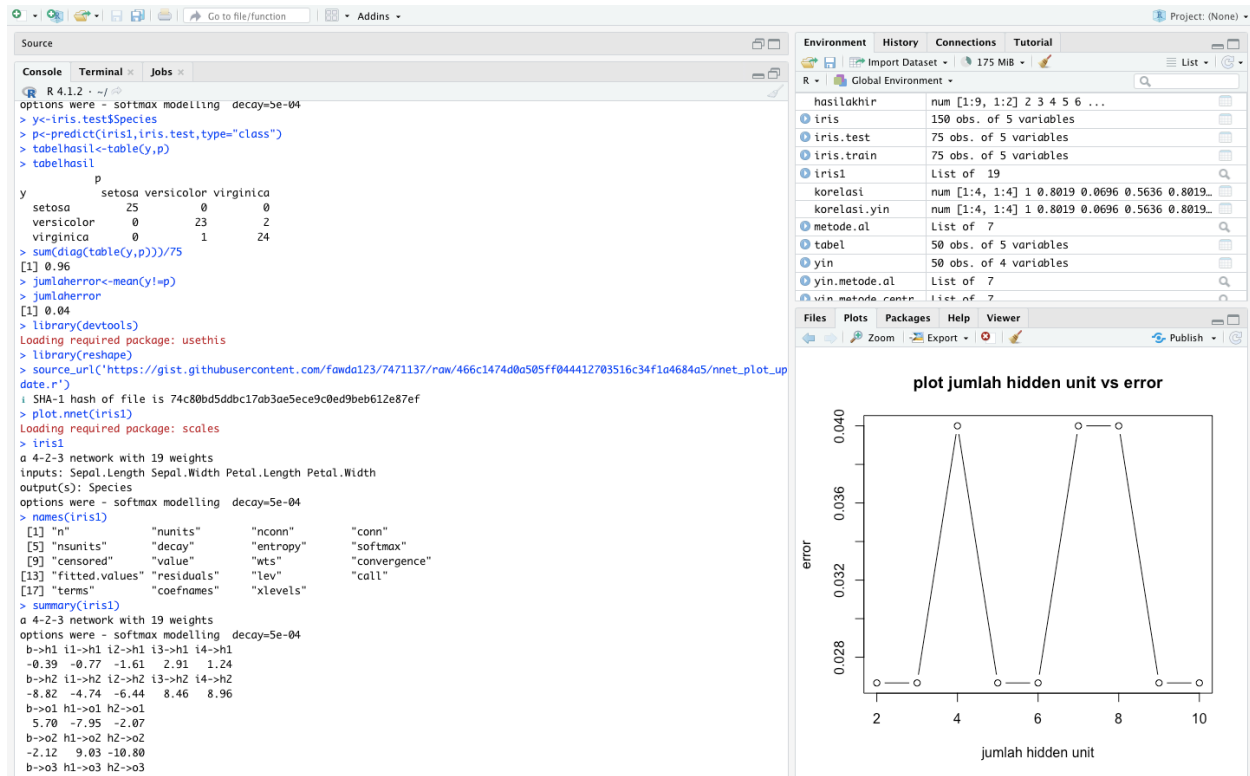 Go to file/function
Addins
Project: (None)
Source
Console Terminal × Jobs ×
R 4.1.2 · ~/
options were - softmax modelling  decay=5e-04
> y<-iris.test$Species
> p<-predict(iris1,iris.test,type="class")
> tabelhasil<-table(y,p)
> tabelhasil
            p
y            setosa versicolor virginica
  setosa         25          0         0
  versicolor      0         23         2
  virginica       0          1        24
> sum(diag(table(y,p)))/75
[1] 0.96
> jumlaherror<-mean(y!=p)
> jumlaherror
[1] 0.04
> library(devtools)
Loading required package: usethis
> library(reshape)
> source_url('https://gist.githubusercontent.com/fawda123/7471137/raw/466c1474d0a505ff044412703516c34f1a4684a5/nnet_plot_up
date.r')
i SHA-1 hash of file is 74c80bd5ddbc17ab3ae5ece9c0ed9beb612e87ef
> plot.nnet(iris1)
Loading required package: scales
> iris1
a 4-2-3 network with 19 weights
inputs: Sepal.Length Sepal.Width Petal.Length Petal.Width
output(s): Species
options were - softmax modelling  decay=5e-04
> names(iris1)
 [1] "n"             "nunits"        "nconn"         "conn"
 [5] "nsunits"       "decay"         "entropy"       "softmax"
 [9] "censored"      "value"         "wts"           "convergence"
[13] "fitted.values" "residuals"     "lev"           "call"
[17] "terms"         "coefnames"     "xlevels"
> summary(iris1)
a 4-2-3 network with 19 weights
options were - softmax modelling  decay=5e-04
 b->h1 i1->h1 i2->h1 i3->h1 i4->h1
 -0.39  -0.77  -1.61   2.91   1.24
 b->h2 i1->h2 i2->h2 i3->h2 i4->h2
 -8.82  -4.74  -6.44   8.46   8.96
 b->o1 h1->o1 h2->o1
  5.70  -7.95  -2.07
 b->o2 h1->o2 h2->o2
 -2.12   9.03 -10.80
 b->o3 h1->o3 h2->o3
Environment History Connections Tutorial
Import Dataset 175 MiB List
R Global Environment
hasilakhir num [1:9, 1:2] 2 3 4 5 6 ...
iris 150 obs. of 5 variables
iris.test 75 obs. of 5 variables
iris.train 75 obs. of 5 variables
iris1 List of  19
korelasi num [1:4, 1:4] 1 0.8019 0.0696 0.5636 0.8019…
korelasi.yin num [1:4, 1:4] 1 0.8019 0.0696 0.5636 0.8019…
metode.al List of  7
tabel 50 obs. of 5 variables
yin 50 obs. of 4 variables
yin.metode.al List of  7
yin.metode.centr List of  7
Files Plots Packages Help Viewer
Zoom Export Publish
plot jumlah hidden unit vs error
0.040
0.036
0.032
0.028
error
2 4 6 8 10
jumlah hidden unit